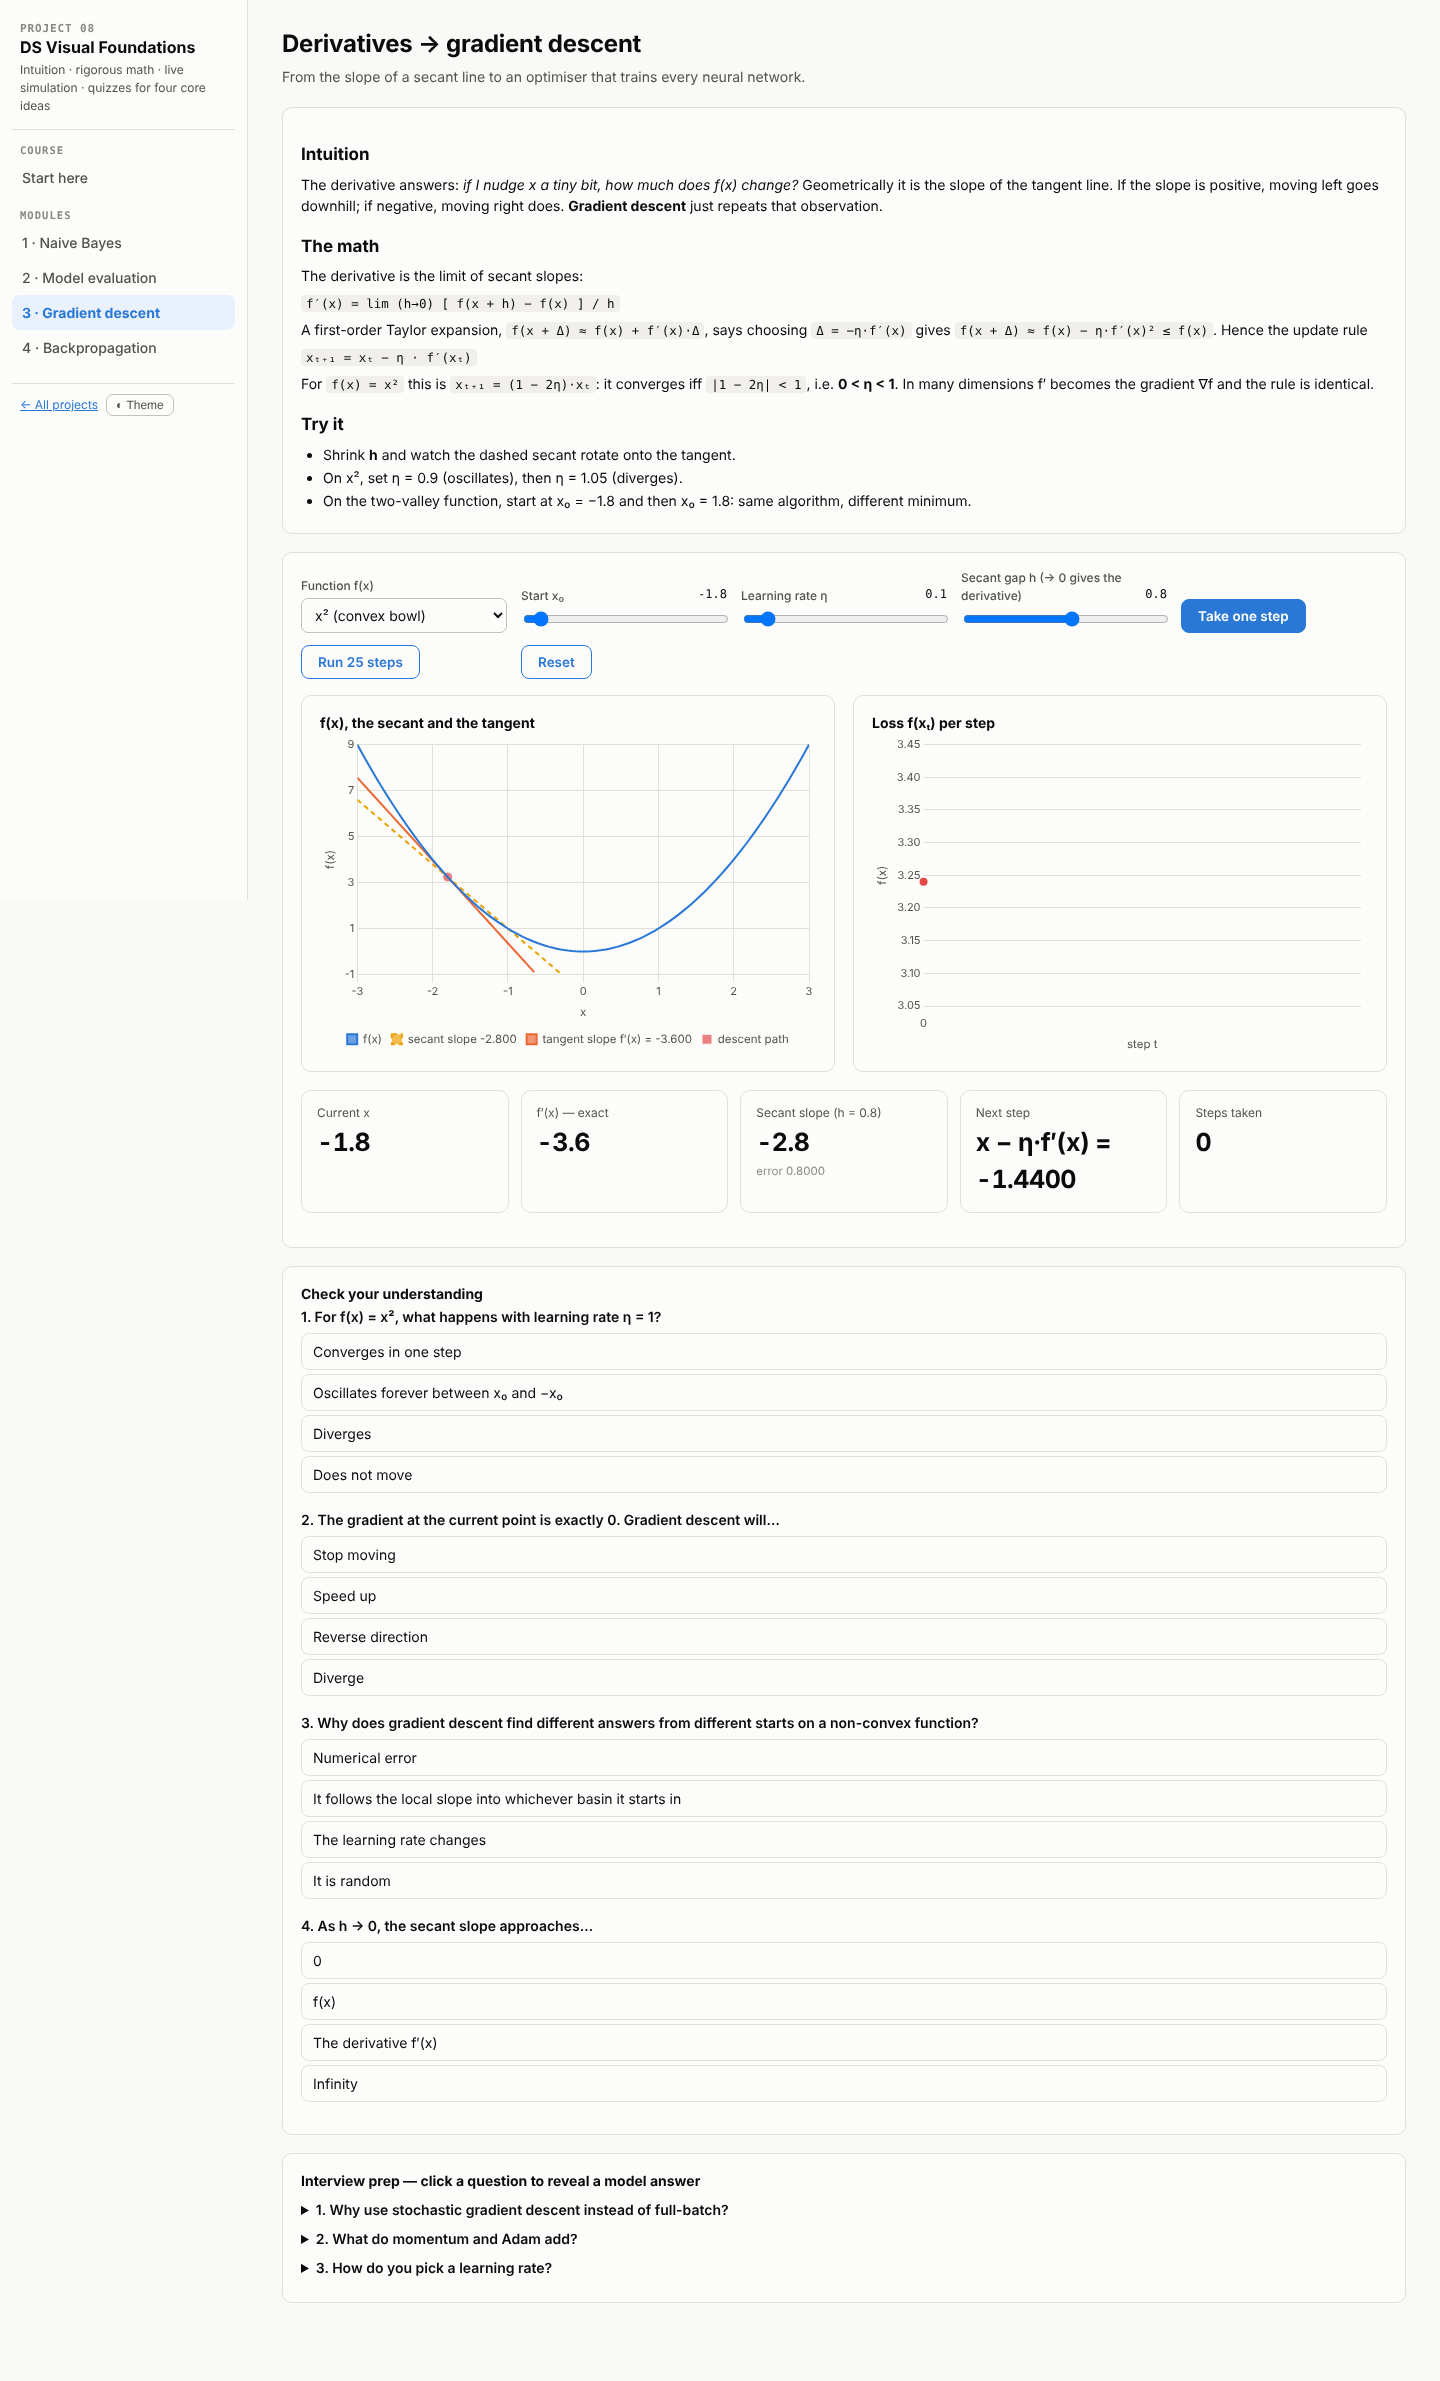 PROJECT 08
DS Visual Foundations
Intuition · rigorous math · live
simulation · quizzes for four core
ideas
COURSE
Start here
MODULES
1 · Naive Bayes
2 · Model evaluation
3 · Gradient descent
4 · Backpropagation
← All projects
Theme
Derivatives → gradient descent
From the slope of a secant line to an optimiser that trains every neural network.
Intuition
The derivative answers: if I nudge x a tiny bit, how much does f(x) change? Geometrically it is the slope of the tangent line. If the slope is positive, moving left goes
downhill; if negative, moving right does. Gradient descent just repeats that observation.
The math
The derivative is the limit of secant slopes:
f′(x) = lim (h→0) [ f(x + h) − f(x) ] / h
A first-order Taylor expansion, f(x + Δ) ≈ f(x) + f′(x)·Δ, says choosing Δ = −η·f′(x) gives f(x + Δ) ≈ f(x) − η·f′(x)² ≤ f(x). Hence the update rule
xₜ₊₁ = xₜ − η · f′(xₜ)
For f(x) = x² this is xₜ₊₁ = (1 − 2η)·xₜ: it converges iff |1 − 2η| < 1, i.e. 0 < η < 1. In many dimensions f′ becomes the gradient ∇f and the rule is identical.
Try it
• Shrink h and watch the dashed secant rotate onto the tangent.
• On x², set η = 0.9 (oscillates), then η = 1.05 (diverges).
• On the two-valley function, start at x₀ = −1.8 and then x₀ = 1.8: same algorithm, different minimum.
Function f(x)
x² (convex bowl)
Start x₀ -1.8
Learning rate η 0.1
Secant gap h (→ 0 gives the
derivative) 0.8
Take one step
Run 25 steps
Reset
f(x), the secant and the tangent
9
7
5
3
1
-1
f(x)
-3 -2 -1 0 1 2 3
x
f(x) secant slope -2.800 tangent slope f′(x) = -3.600 descent path
Loss f(xₜ) per step
3.45
3.40
3.35
3.30
3.25
3.20
3.15
3.10
3.05
f(x)
0
step t
Current x
-1.8
f′(x) — exact
-3.6
Secant slope (h = 0.8)
-2.8
error 0.8000
Next step
x − η·f′(x) =
-1.4400
Steps taken
0
Check your understanding
1. For f(x) = x², what happens with learning rate η = 1?
Converges in one step
Oscillates forever between x₀ and −x₀
Diverges
Does not move
2. The gradient at the current point is exactly 0. Gradient descent will…
Stop moving
Speed up
Reverse direction
Diverge
3. Why does gradient descent find different answers from different starts on a non-convex function?
Numerical error
It follows the local slope into whichever basin it starts in
The learning rate changes
It is random
4. As h → 0, the secant slope approaches…
0
f(x)
The derivative f′(x)
Infinity
Interview prep — click a question to reveal a model answer
1. Why use stochastic gradient descent instead of full-batch?
2. What do momentum and Adam add?
3. How do you pick a learning rate?